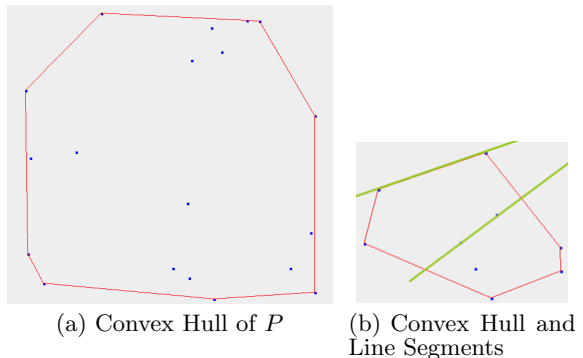 (a) Convex Hull of P
(b) Convex Hull and
Line Segments